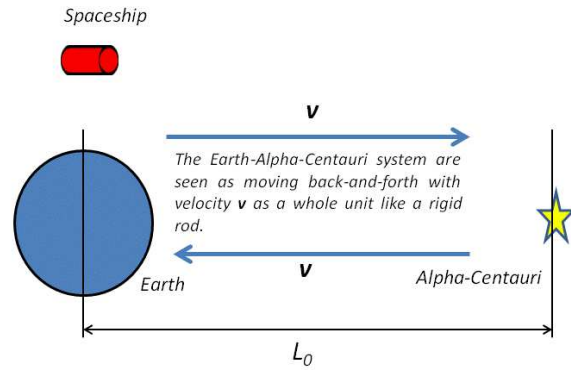 Spaceship
v
The Earth-Alpha-Centauri system are
seen as moving back-and-forth with
velocity v as a whole unit like a rigid
rod.
v
Earth
Alpha-Centauri
L0